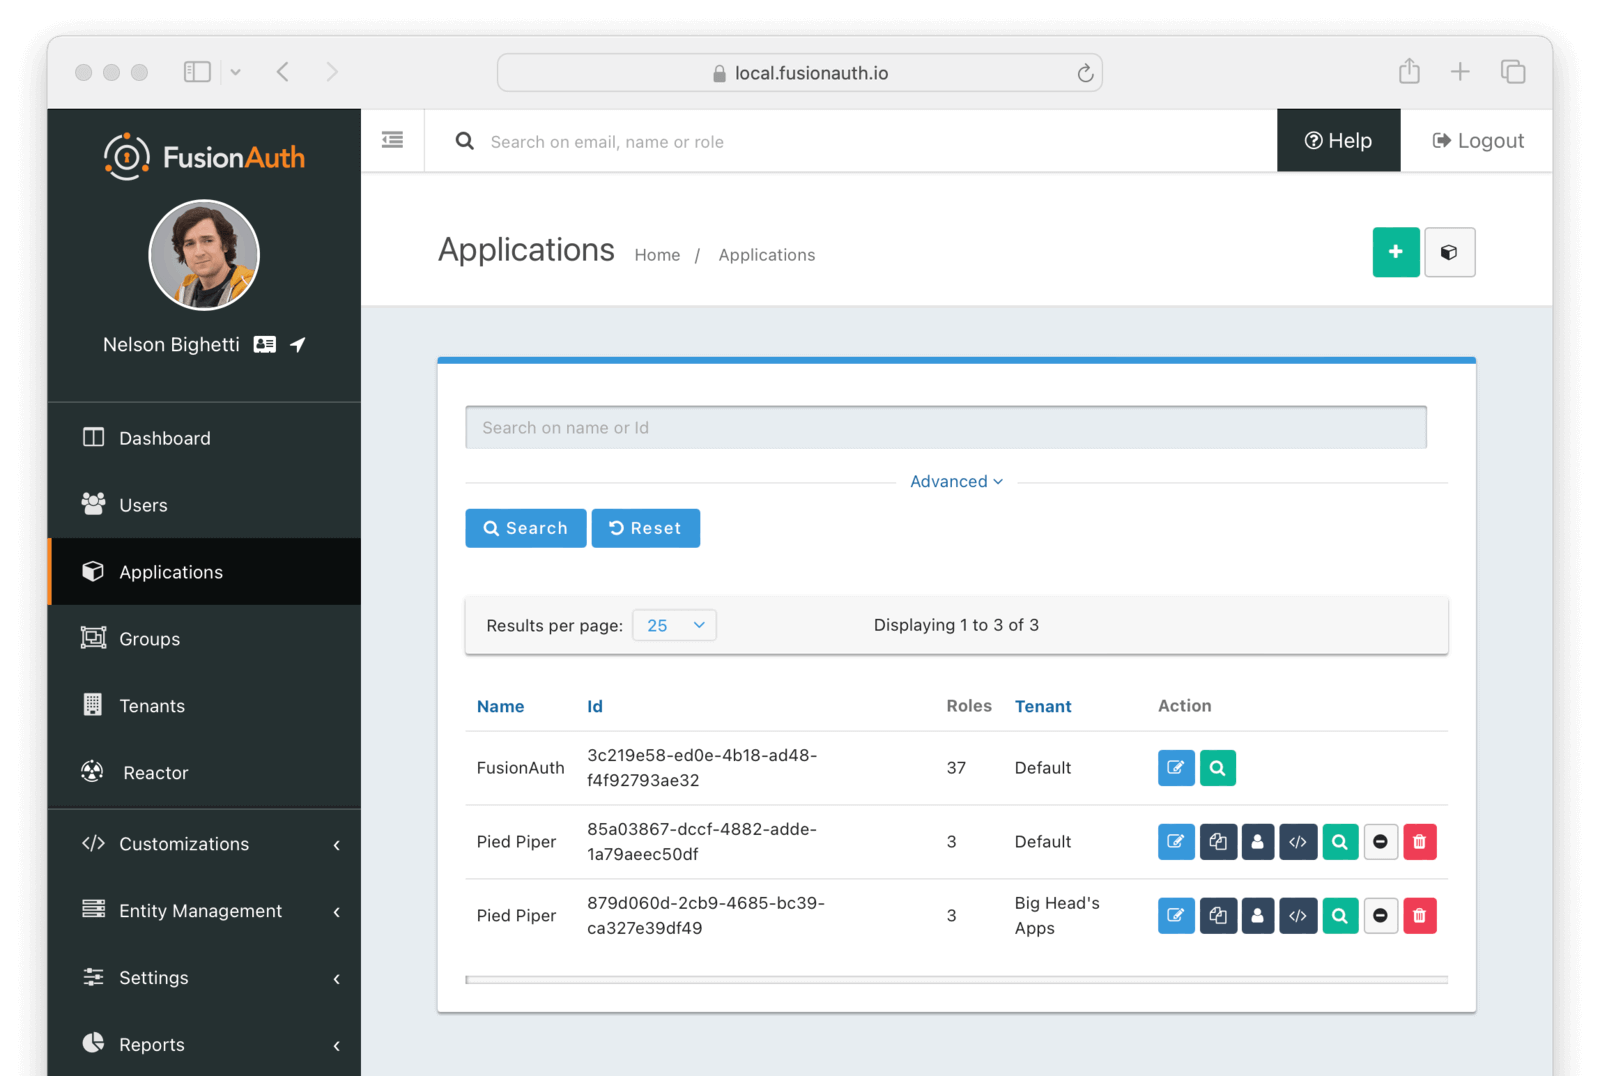 local.fusionauth.io
FusionAuth
Search on email, name or role
Help
Logout
Applications
Home / Applications
Nelson Bighetti
Dashboard
Users
Applications
Groups
Tenants
Reactor
Customizations
Entity Management
Settings
Reports
Search on name or Id
Advanced
Search
Reset
Results per page: 25
Displaying 1 to 3 of 3
Name Id Roles Tenant Action
FusionAuth 3c219e58-ed0e-4b18-ad48-
f4f92793ae32 37 Default
Pied Piper 85a03867-dccf-4882-adde-
1a79aeec50df 3 Default
Pied Piper 879d060d-2cb9-4685-bc39-
ca327e39df49 3 Big Head's
Apps